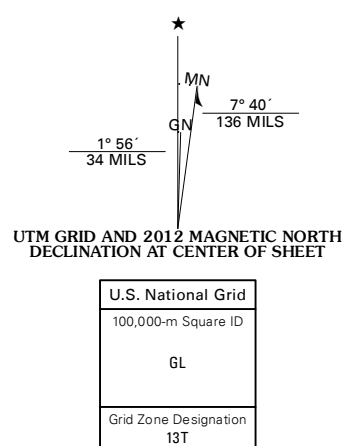 MN
GN
7° 40´
136 MILS
1° 56´
34 MILS
UTM GRID AND 2012 MAGNETIC NORTH
DECLINATION AT CENTER OF SHEET
U.S. National Grid
100,000-m Square ID
GL
Grid Zone Designation
13T